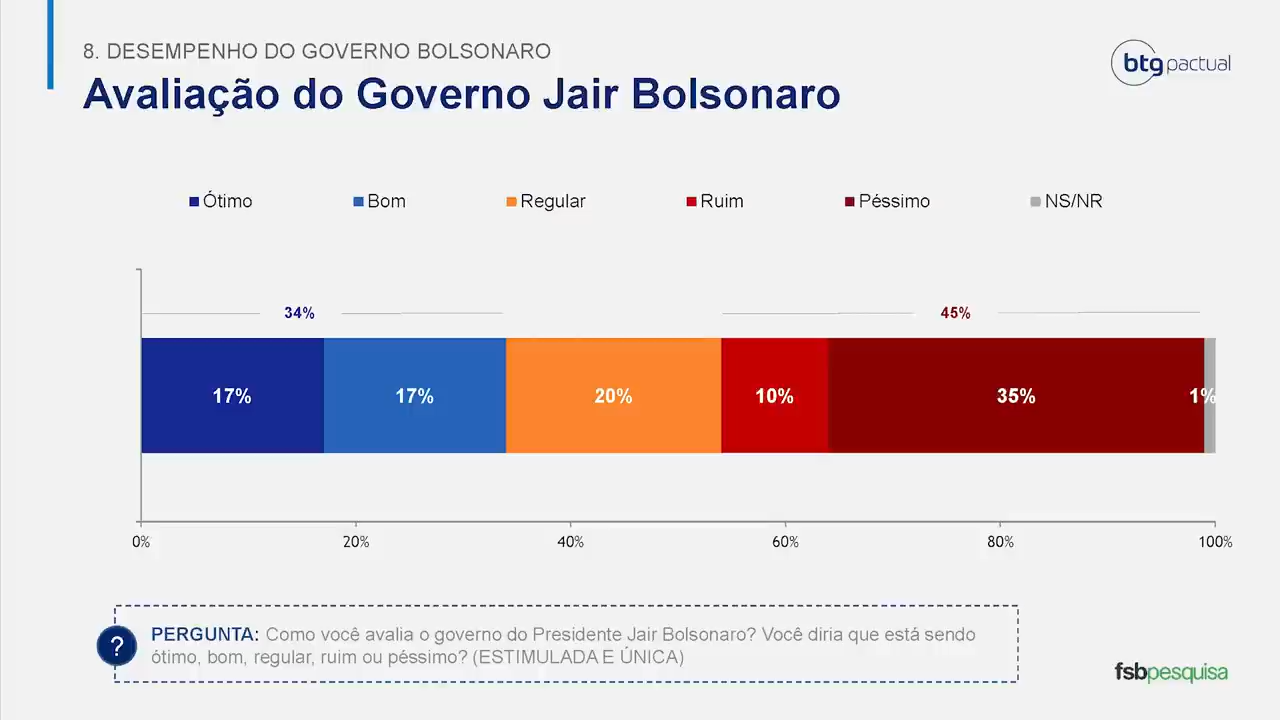 8. DESEMPENHO DO GOVERNO BOLSONARO
Avaliação do Governo Jair Bolsonaro
btgpactual
Ótimo Bom Regular Ruim Péssimo NS/NR
34% 45%
17% 17% 20% 10% 35% 1%
0% 20% 40% 60% 80% 100%
? PERGUNTA: Como você avalia o governo do Presidente Jair Bolsonaro? Você diria que está sendo
ótimo, bom, regular, ruim ou péssimo? (ESTIMULADA E ÚNICA)
fsbpesquisa